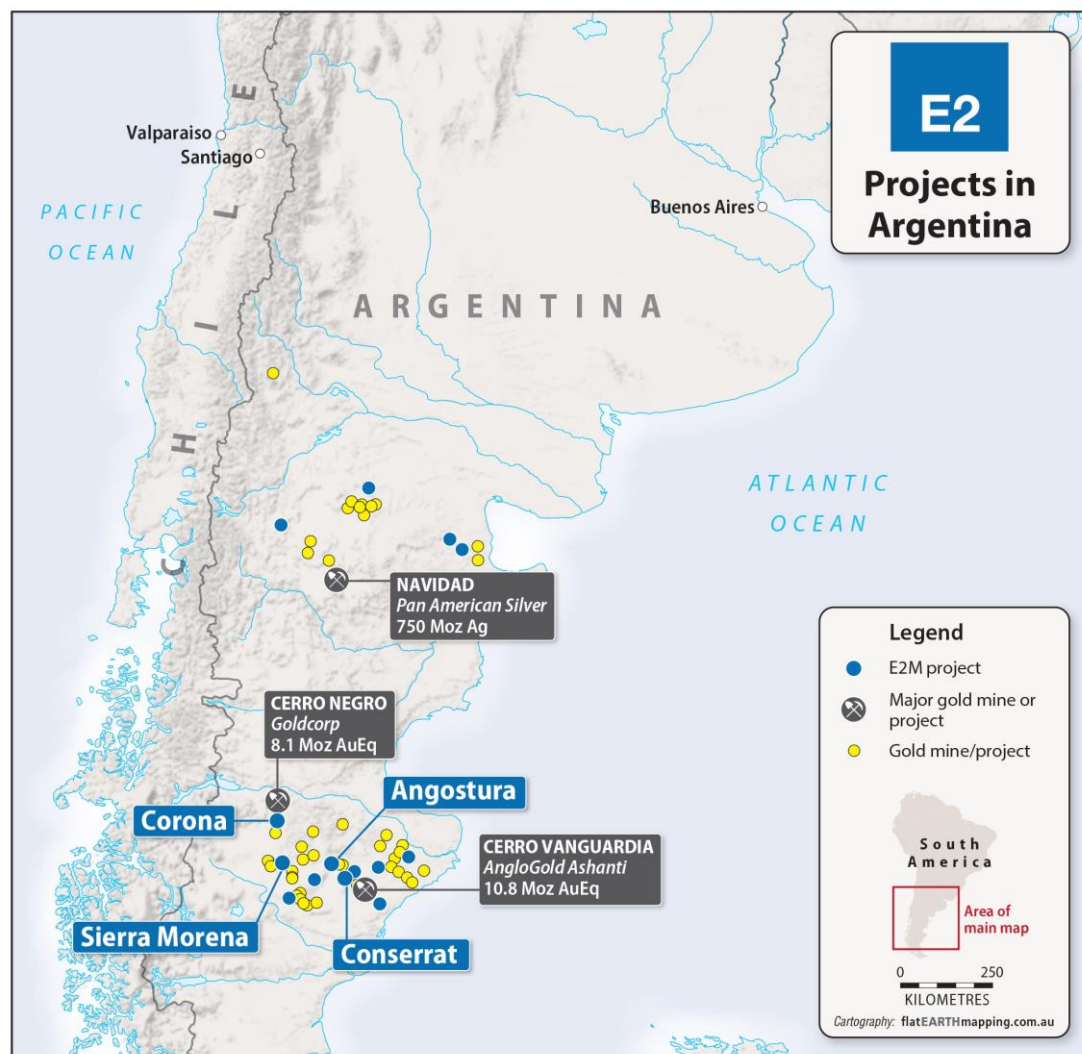 E2
Projects in
Argentina
CHILE
Valparaiso
Santiago
PACIFIC
OCEAN
Buenos Aires
ARGENTINA
ATLANTIC
OCEAN
NAVIDAD
Pan American Silver
750 Moz Ag
CERRO NEGRO
Goldcorp
8.1 Moz AuEq
Angostura
Corona
CERRO VANGUARDIA
AngloGold Ashanti
10.8 Moz AuEq
Sierra Morena
Conserrat
Legend
E2M project
Major gold mine or
project
Gold mine/project
South
America
Area of
main map
0 250
KILOMETRES
Cartography: flatEARTHmapping.com.au